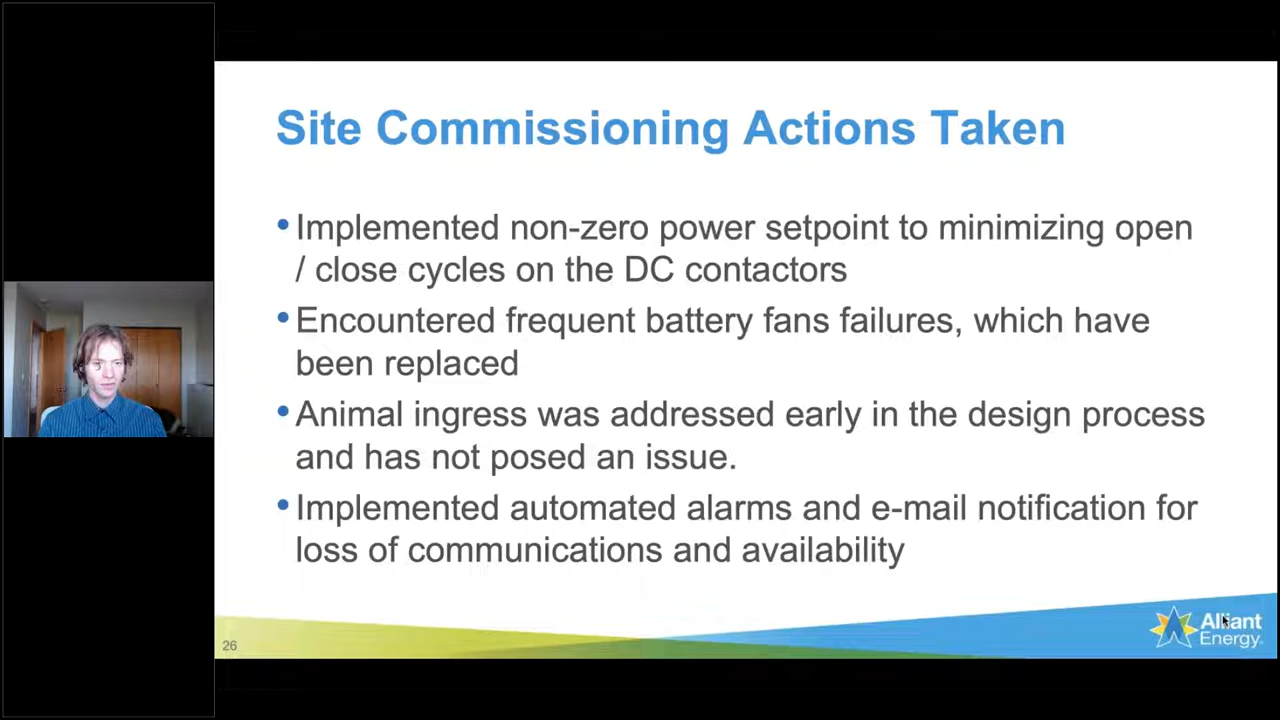 Site Commissioning Actions Taken
•Implemented non-zero power setpoint to minimizing open
/ close cycles on the DC contactors
•Encountered frequent battery fans failures, which have
been replaced
•Animal ingress was addressed early in the design process
and has not posed an issue.
•Implemented automated alarms and e-mail notification for
loss of communications and availability
26
Alliant
Energy.